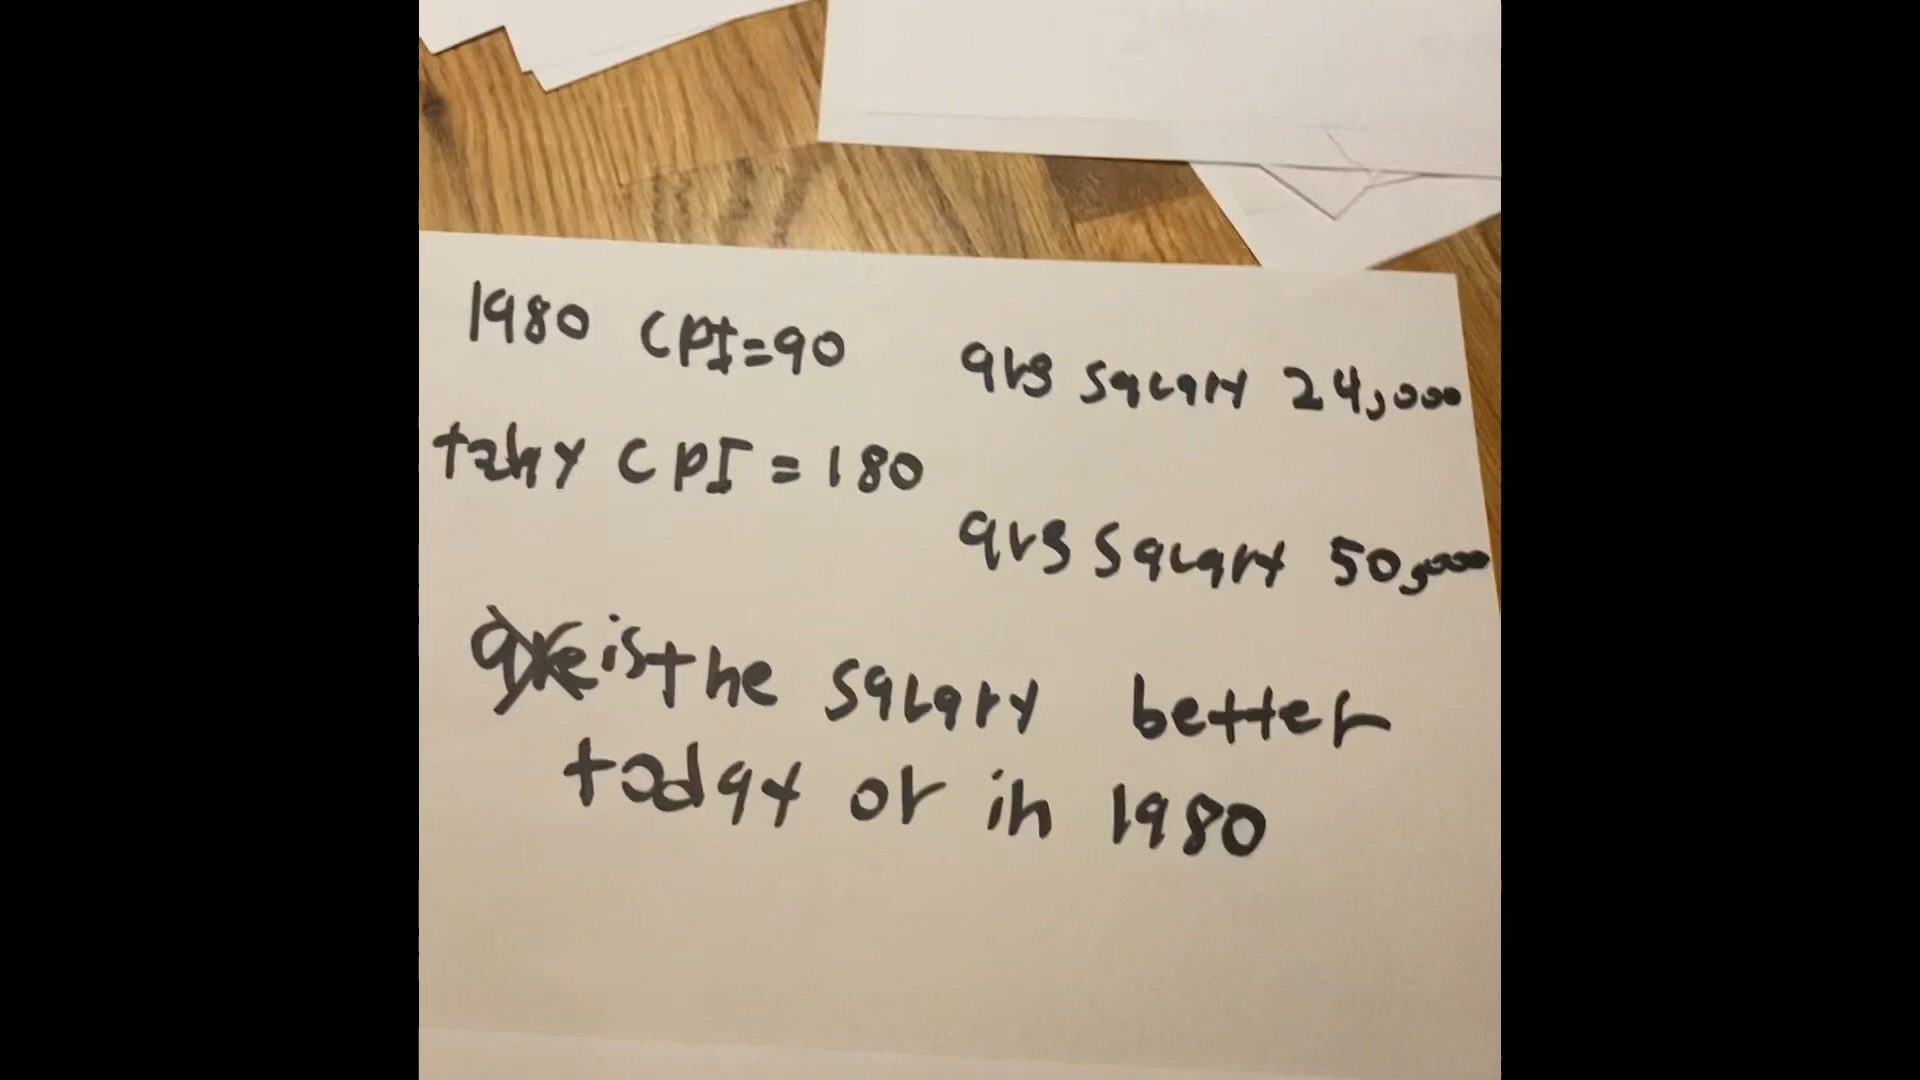 1980 CPI=90 avg salary 24,000
today CPI = 180
avg salary 50,000
is the salary better
today or in 1980